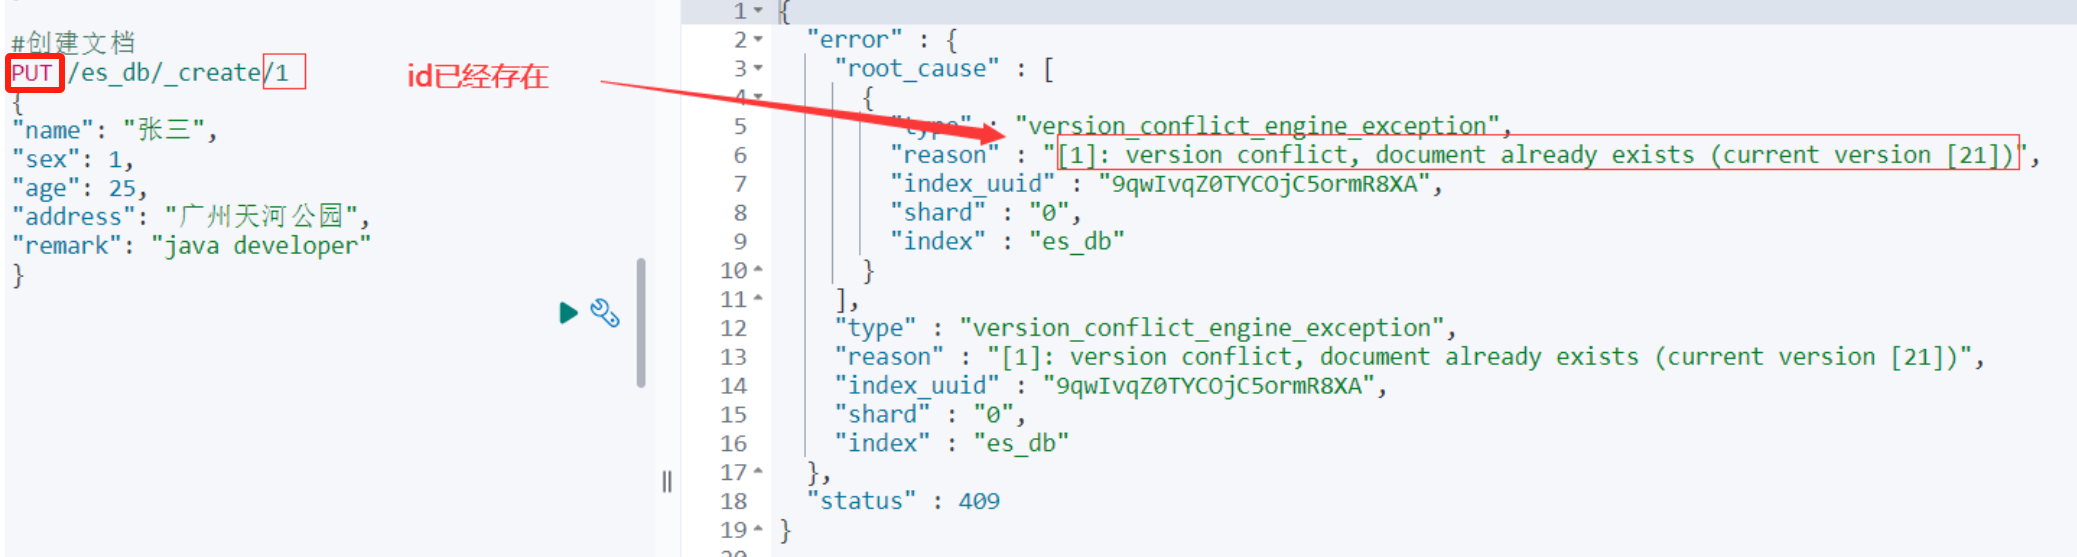 #创建文档
PUT /es_db/_create/1
{
"name": "张三",
"sex": 1,
"age": 25,
"address": "广州天河公园",
"remark": "java developer"
}
id已经存在
1 {
2 "error" : {
3 "root_cause" : [
4 {
5 "type" : "version_conflict_engine_exception",
6 "reason" : "[1]: version conflict, document already exists (current version [21])",
7 "index_uuid" : "9qwIvqZ0TYCOjC5ormR8XA",
8 "shard" : "0",
9 "index" : "es_db"
10 }
11 ],
12 "type" : "version_conflict_engine_exception",
13 "reason" : "[1]: version conflict, document already exists (current version [21])",
14 "index_uuid" : "9qwIvqZ0TYCOjC5ormR8XA",
15 "shard" : "0",
16 "index" : "es_db"
17 },
18 "status" : 409
19 }
20